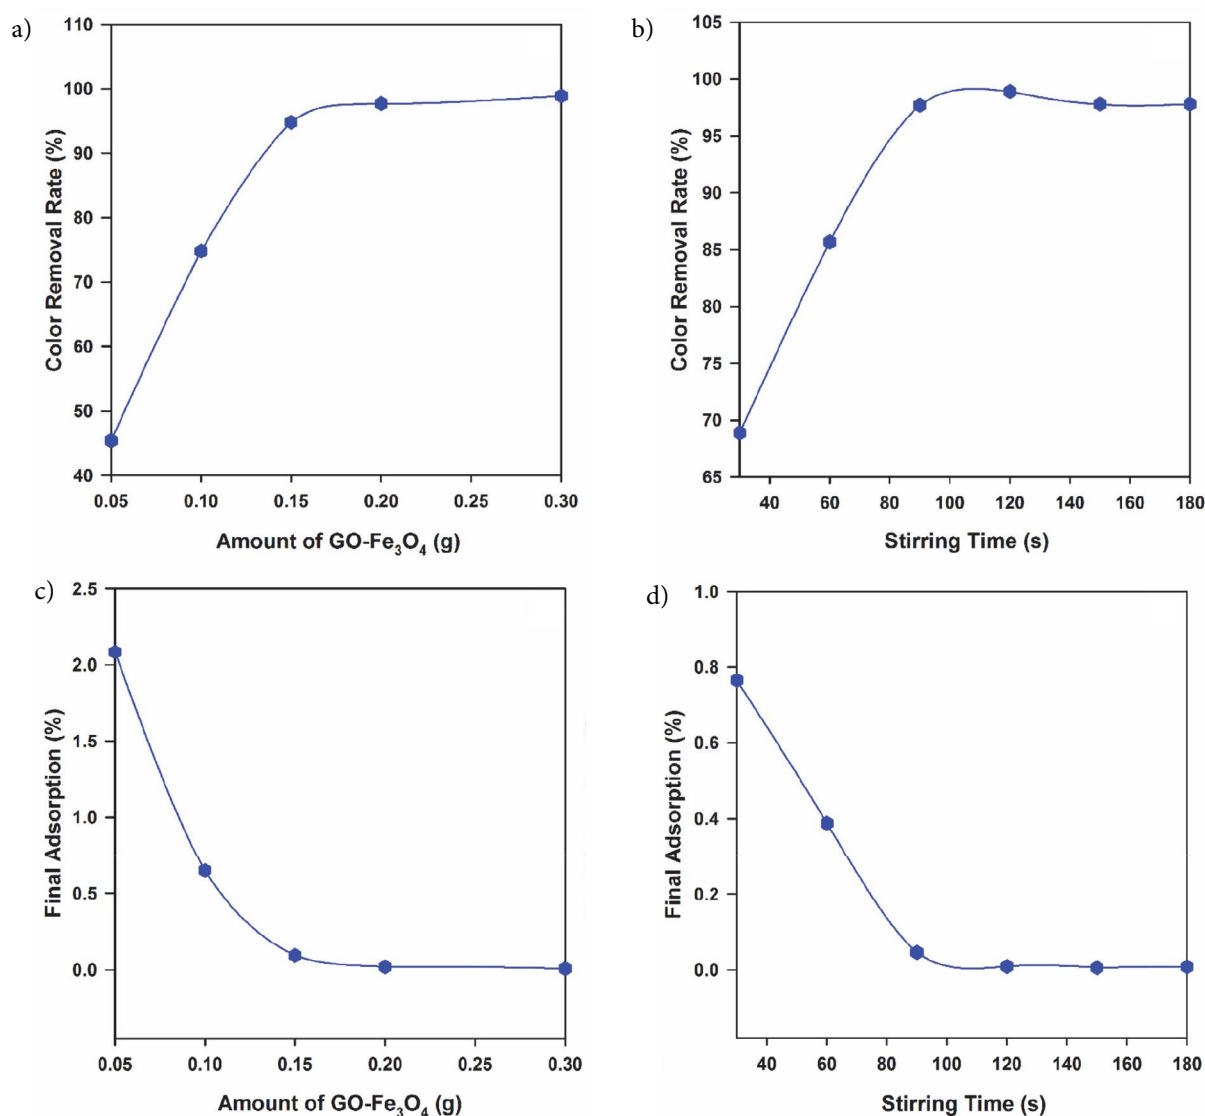 a)
110
100
90
80
70
60
50
40
Color Removal Rate (%)
0.05 0.10 0.15 0.20 0.25 0.30
Amount of GO-Fe₃O₄ (g)
b)
105
100
95
90
85
80
75
70
65
Color Removal Rate (%)
40 60 80 100 120 140 160 180
Stirring Time (s)
c)
2.5
2.0
1.5
1.0
0.5
0.0
Final Adsorption (%)
0.05 0.10 0.15 0.20 0.25 0.30
Amount of GO-Fe₃O₄ (g)
d)
1.0
0.8
0.6
0.4
0.2
0.0
Final Adsorption (%)
40 60 80 100 120 140 160 180
Stirring Time (s)